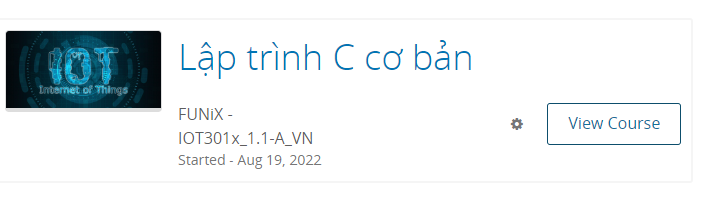 IOT
Internet of Things
Lập trình C cơ bản
FUNiX -
IOT301x_1.1-A_VN
Started - Aug 19, 2022
View Course